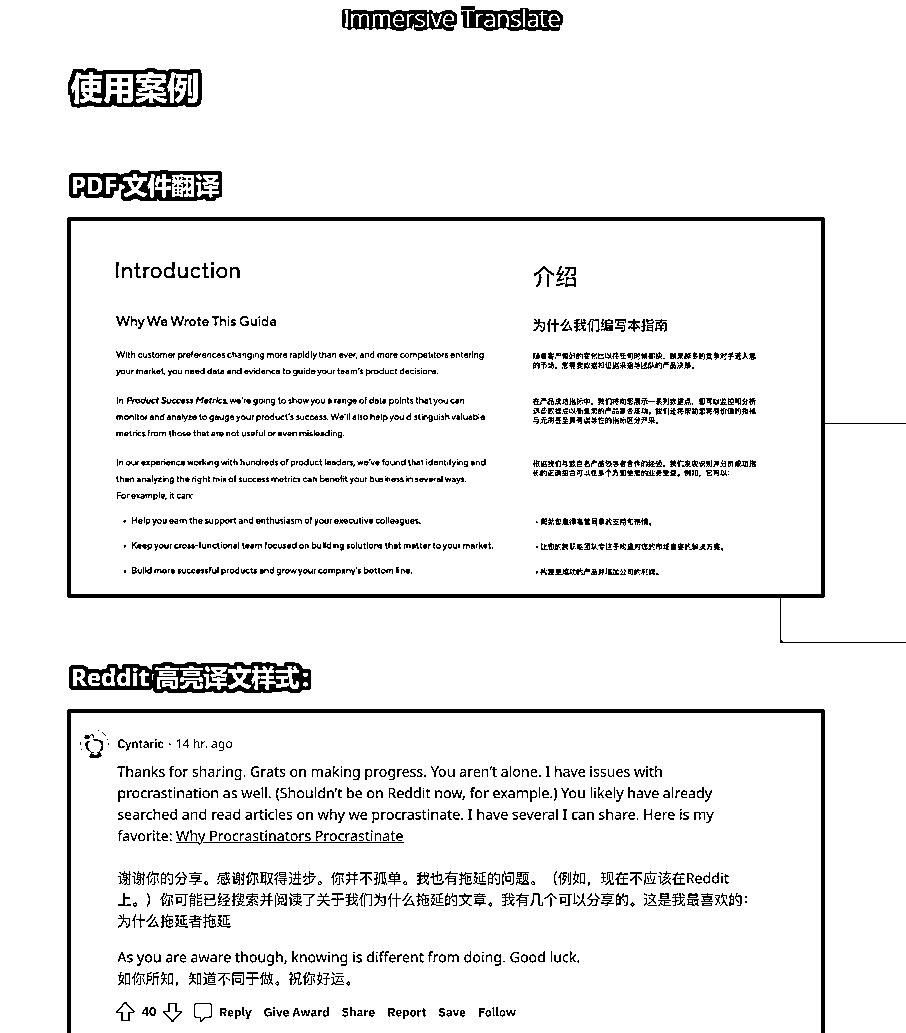 Immersive Translate
使用案例
PDF 文件翻译
Introduction
Why We Wrote This Guide
With customer preferences changing more rapidly than ever, and more competitors entering
your market, you need data and evidence to guide your team's product decisions.
In Product Success Metrics, we're going to show you a range of data points that you can
monitor and analyze to gauge your product's success. We'll also help you distinguish valuable
metrics from those that are not useful or even misleading.
In our experience working with hundreds of product leaders, we've found that identifying and
then analyzing the right mix of success metrics can benefit your business in several ways.
For example, it can:
• Help you earn the support and enthusiasm of your executive colleagues.
• Keep your cross-functional team focused on building solutions that matter to your market.
• Build more successful products and grow your company's bottom line.
介绍
为什么我们编写本指南
Reddit 高亮译文样式：
Cyntaric · 14 hr. ago
Thanks for sharing. Grats on making progress. You aren't alone. I have issues with
procrastination as well. (Shouldn't be on Reddit now, for example.) You likely have already
searched and read articles on why we procrastinate. I have several I can share. Here is my
favorite: Why Procrastinators Procrastinate
谢谢你的分享。感谢你取得进步。你并不孤单。我也有拖延的问题。（例如，现在不应该在Reddit
上。）你可能已经搜索并阅读了关于我们为什么拖延的文章。我有几个可以分享的。这是我最喜欢的：
为什么拖延者拖延
As you are aware though, knowing is different from doing. Good luck.
如你所知，知道不同于做。祝你好运。
40 Reply Give Award Share Report Save Follow